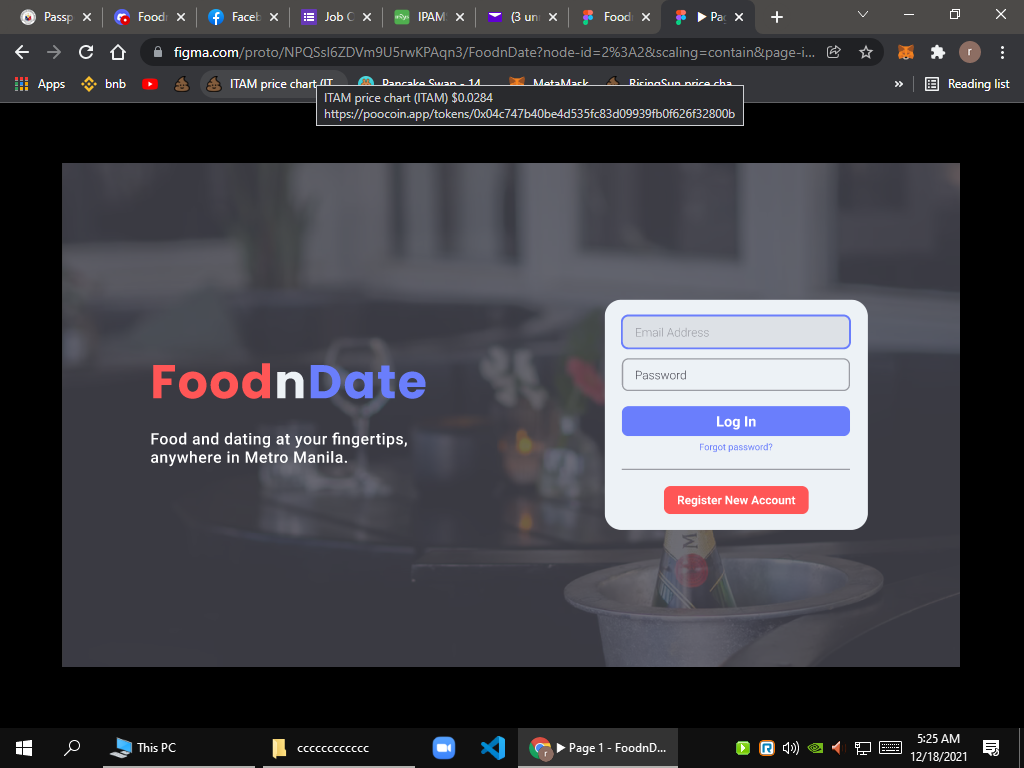 Passp
Foodn
Faceb
Job C
IPAM
(3 un
Food
Pag
figma.com/proto/NPQSsl6ZDVm9U5rwKPAqn3/FoodnDate?node-id=2%3A2&scaling=contain&page-i...
r
Apps
bnb
ITAM price chart (IT
Pancake Swap - 14
MetaMask
RisingSun price cha
»
Reading list
ITAM price chart (ITAM) $0.0284
https://poocoin.app/tokens/0x04c747b40be4d535fc83d09939fb0f626f32800b
FoodnDate
Food and dating at your fingertips,
anywhere in Metro Manila.
Email Address
Password
Log In
Forgot password?
Register New Account
This PC
cccccccccccc
Page 1 - FoodnD...
5:25 AM
12/18/2021